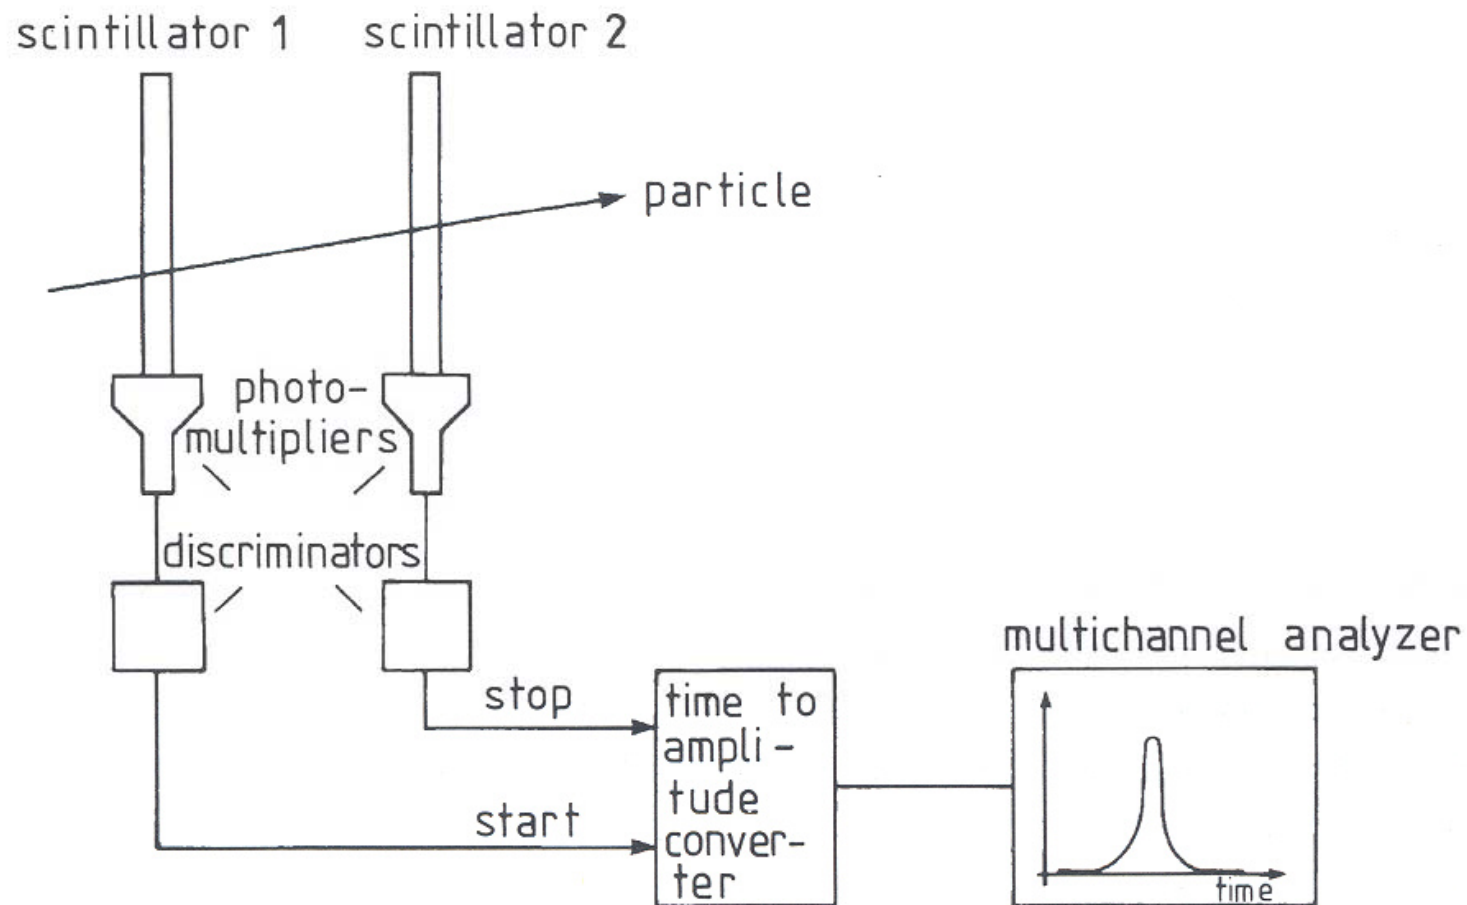 scintillator 1
scintillator 2
particle
photo-
multipliers
discriminators
multichannel analyzer
stop
start
time to
ampli-
tude
conver-
ter
time